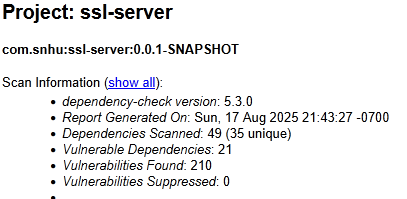 Project: ssl-server
com.snhu:ssl-server:0.0.1-SNAPSHOT
Scan Information (show all):
• dependency-check version: 5.3.0
• Report Generated On: Sun, 17 Aug 2025 21:43:27 -0700
• Dependencies Scanned: 49 (35 unique)
• Vulnerable Dependencies: 21
• Vulnerabilities Found: 210
• Vulnerabilities Suppressed: 0
•